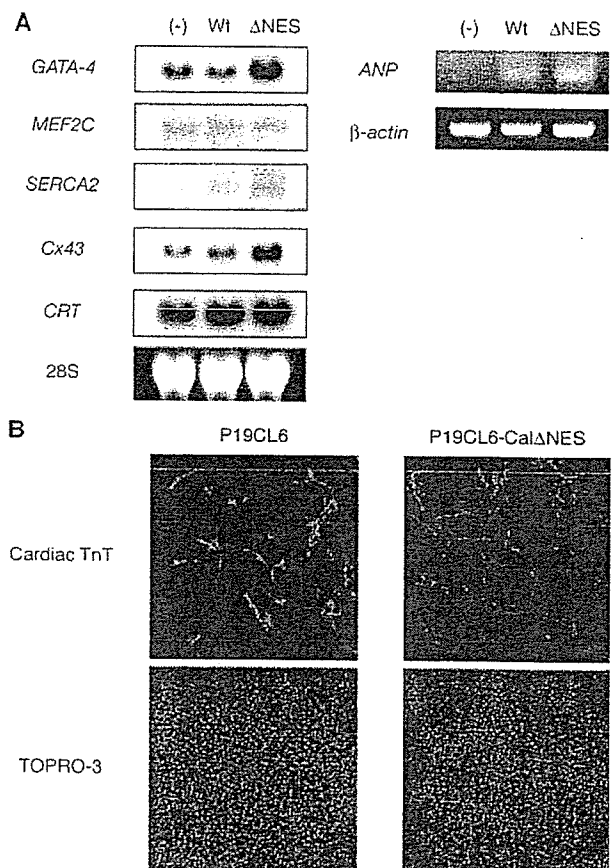 A
(-) Wt ΔNES
GATA-4
MEF2C
SERCA2
Cx43
CRT
28S
(-) Wt ΔNES
ANP
β-actin
B
P19CL6
P19CL6-CalΔNES
Cardiac TnT
TOPRO-3